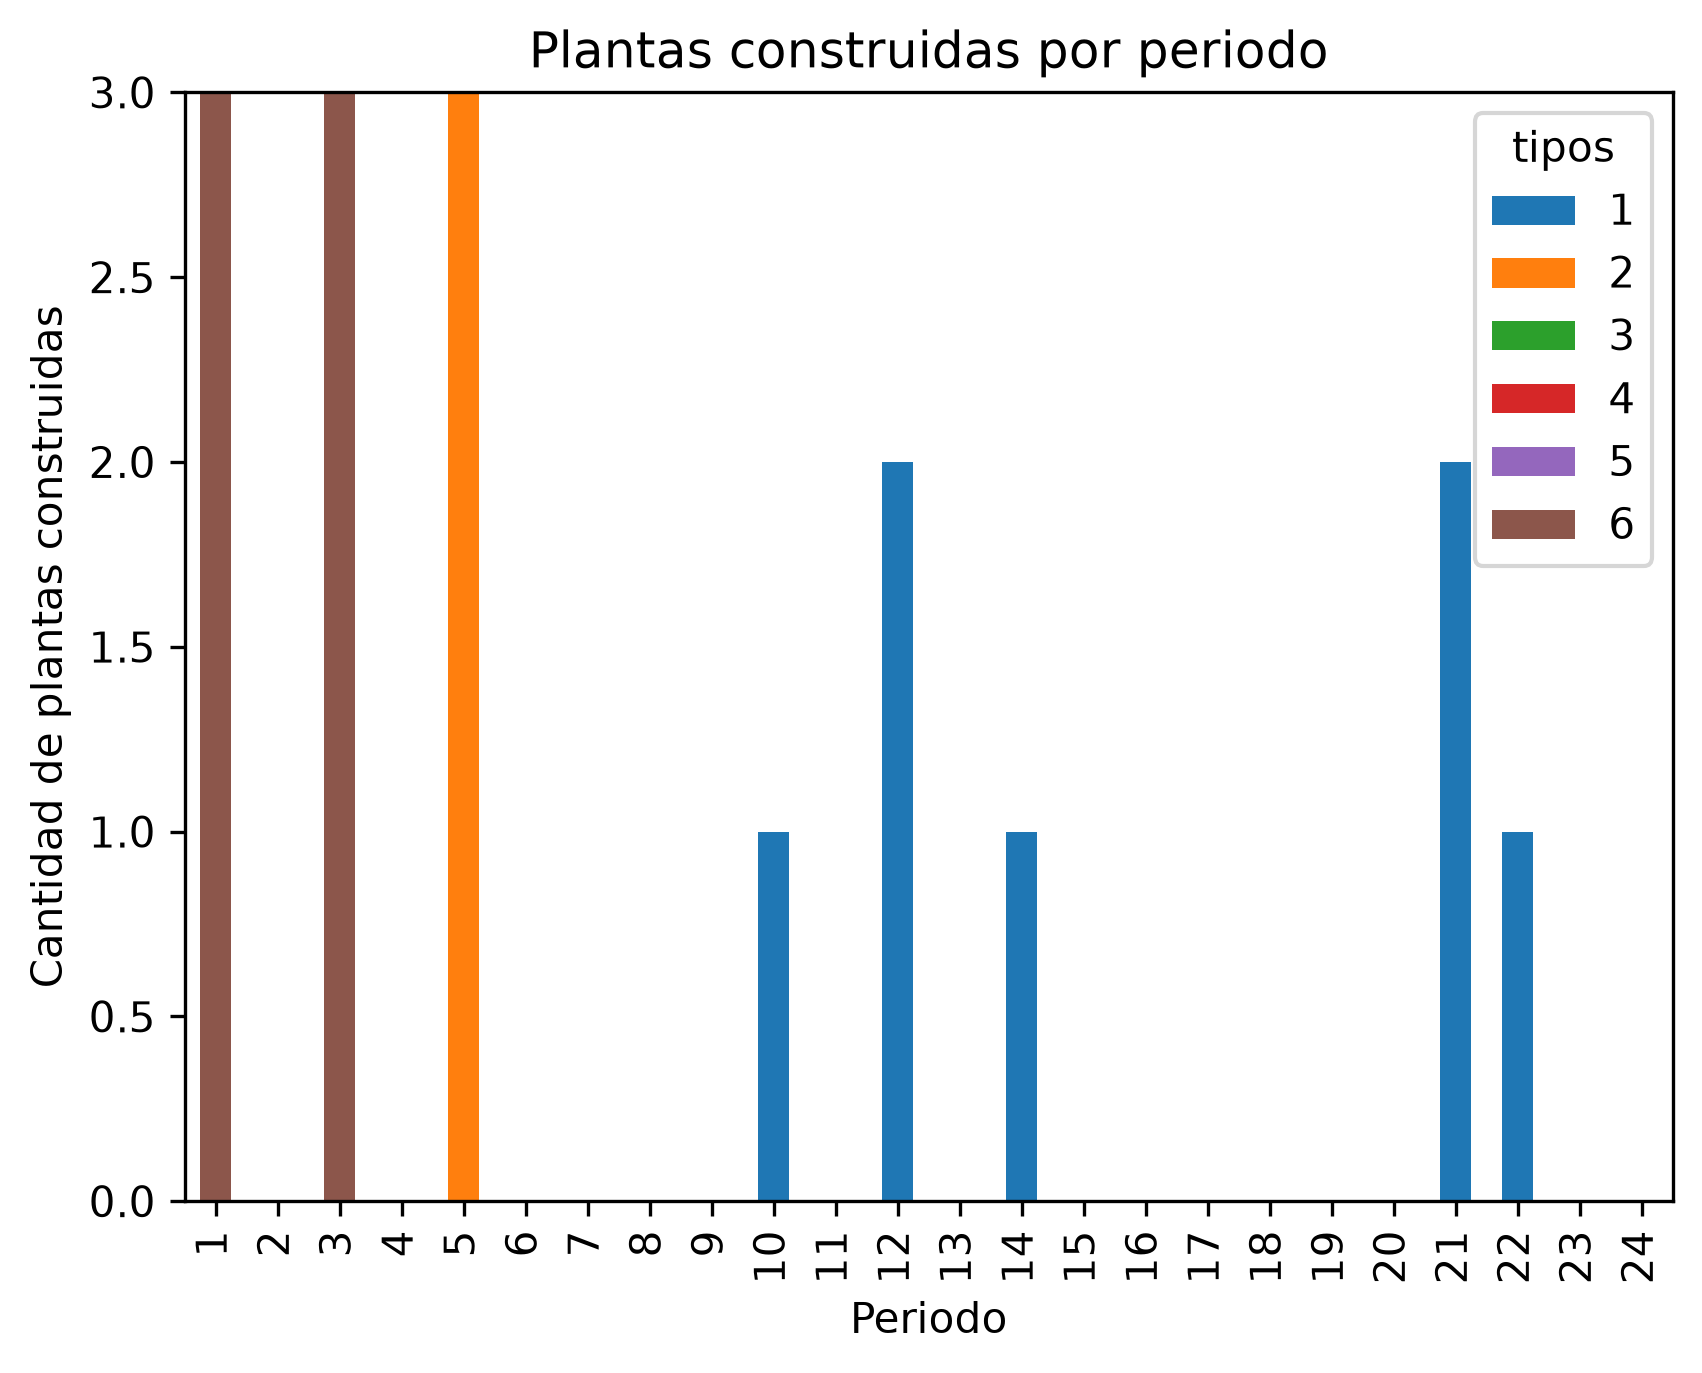 Plantas construidas por periodo
Cantidad de plantas construidas
3.0
2.5
2.0
1.5
1.0
0.5
0.0
tipos
1
2
3
4
5
6
1 2 3 4 5 6 7 8 9 10 11 12 13 14 15 16 17 18 19 20 21 22 23 24
Periodo